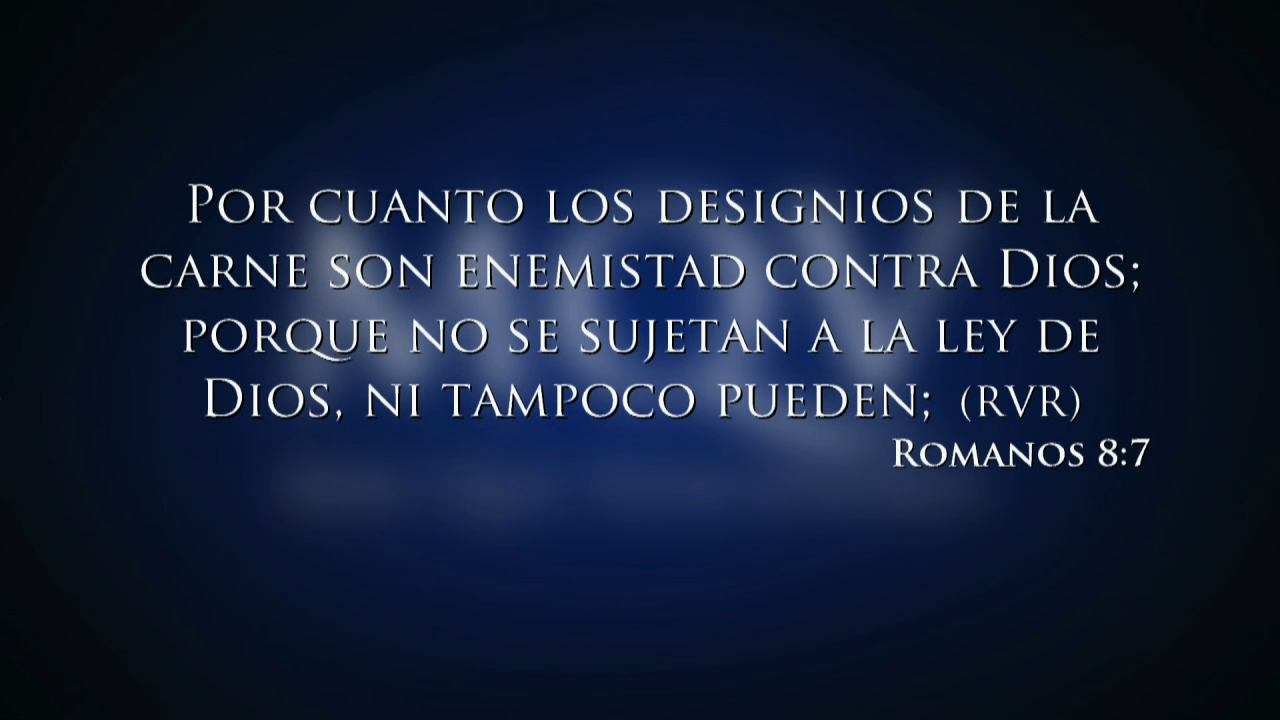 Por cuanto los designios de la
carne son enemistad contra Dios;
porque no se sujetan a la ley de
Dios, ni tampoco pueden; (RVR)
Romanos 8:7